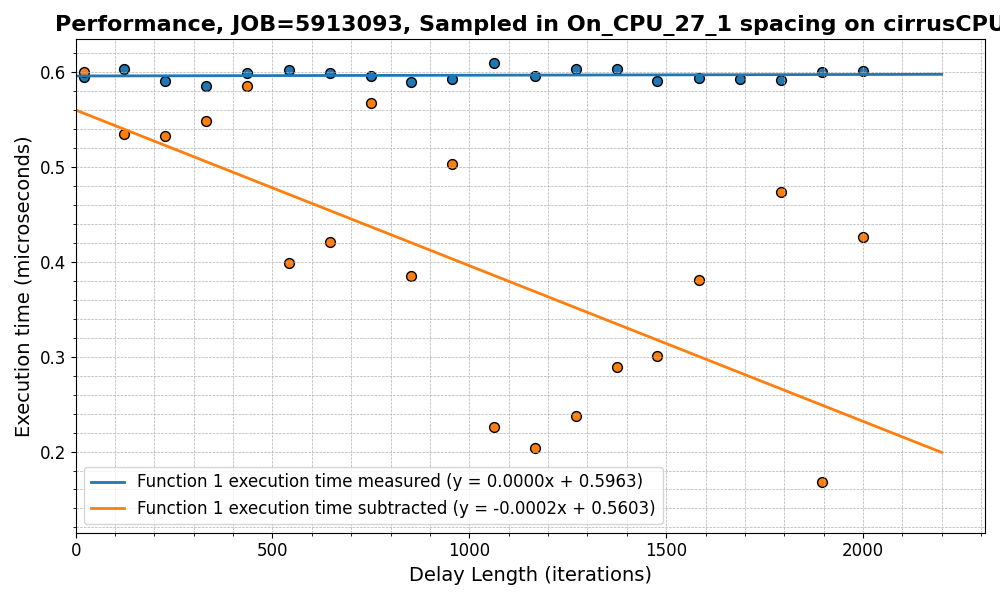 Performance, JOB=5913093, Sampled in On_CPU_27_1 spacing on cirrusCPU
Execution time (microseconds)
0.6
0.5
0.4
0.3
0.2
Function 1 execution time measured (y = 0.0000x + 0.5963)
Function 1 execution time subtracted (y = -0.0002x + 0.5603)
0 500 1000 1500 2000
Delay Length (iterations)